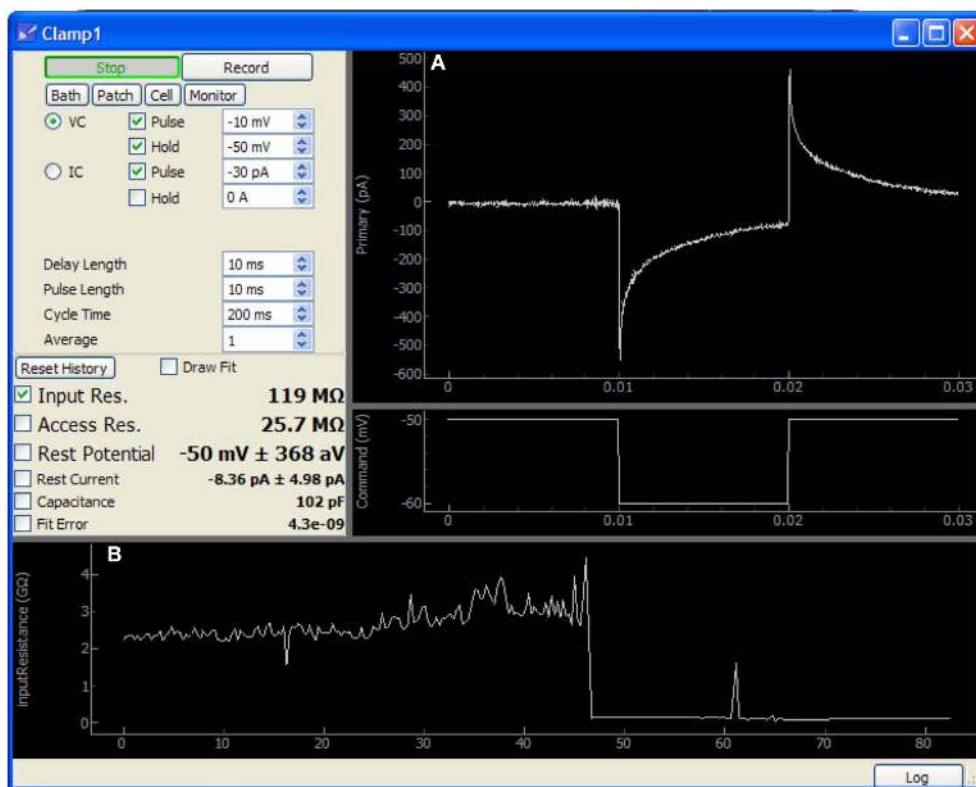 Clamp1
Stop Record
Bath Patch Cell Monitor
VC Pulse -10 mV
Hold -50 mV
IC Pulse -30 pA
Hold 0 A
Delay Length 10 ms
Pulse Length 10 ms
Cycle Time 200 ms
Average 1
Reset History Draw Fit
Input Res. 119 MΩ
Access Res. 25.7 MΩ
Rest Potential -50 mV ± 368 aV
Rest Current -8.36 pA ± 4.98 pA
Capacitance 102 pF
Fit Error 4.3e-09
A
Primary (pA)
500
400
300
200
100
0
-100
-200
-300
-400
-500
-600
0 0.01 0.02 0.03
Command (mV)
-50
-60
0 0.01 0.02 0.03
B
inputResistance (GΩ)
4
3
2
1
0
0 10 20 30 40 50 60 70 80
Log